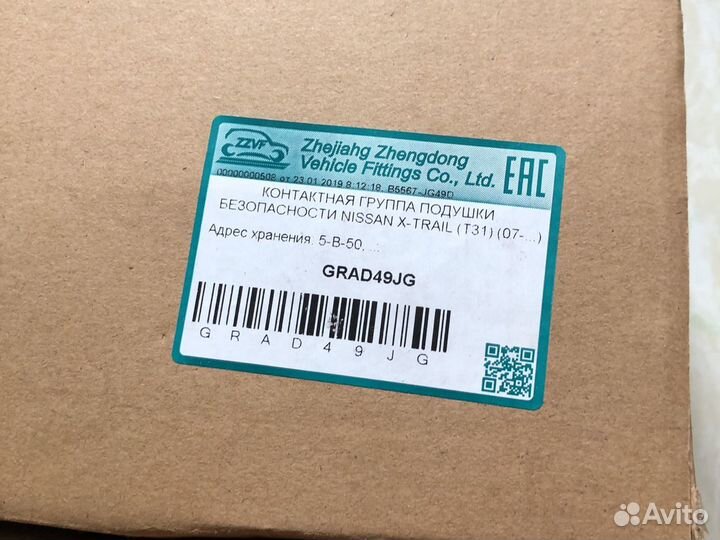 ZZVF
Zhejiahg Zhengdong
Vehicle Fittings Co., Ltd.
EAC
00000000508 от 23.01.2019 8:12:18, B5567-JG49D
КОНТАКТНАЯ ГРУППА ПОДУШКИ
БЕЗОПАСНОСТИ NISSAN X-TRAIL (T31) (07-...)
Адрес хранения: 5-B-50, ..:
GRAD49JG
GRAD49JG
Avito